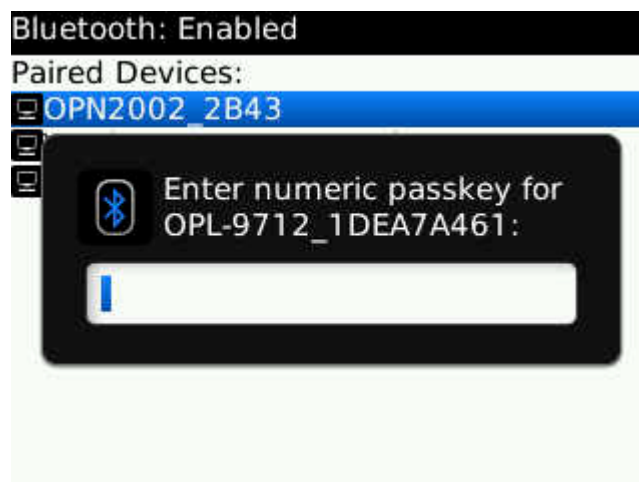 Bluetooth: Enabled
Paired Devices:
OPN2002_2B43
Enter numeric passkey for
OPL-9712_1DEA7A461: